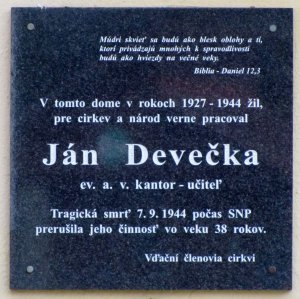 Múdri skvieť sa budú ako blesk oblohy a tí,
ktorí privádzajú mnohých k spravodlivosti
budú ako hviezdy na večné veky.
Biblia - Daniel 12,3
V tomto dome v rokoch 1927 - 1944 žil,
pre cirkev a národ verne pracoval
Ján Devečka
ev. a. v. kantor - učiteľ
Tragická smrť 7. 9. 1944 počas SNP
prerušila jeho činnosť vo veku 38 rokov.
Vďační členovia cirkvi